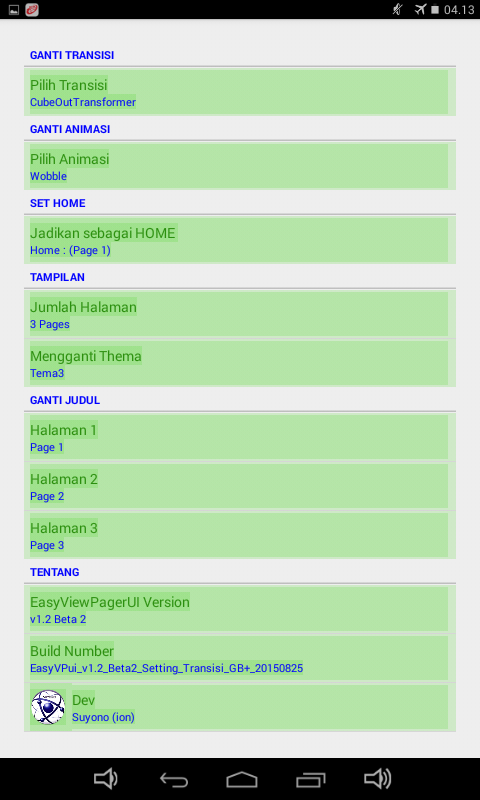 04.13
GANTI TRANSISI
Pilih Transisi
CubeOutTransformer
GANTI ANIMASI
Pilih Animasi
Wobble
SET HOME
Jadikan sebagai HOME
Home : (Page 1)
TAMPILAN
Jumlah Halaman
3 Pages
Mengganti Thema
Tema3
GANTI JUDUL
Halaman 1
Page 1
Halaman 2
Page 2
Halaman 3
Page 3
TENTANG
EasyViewPagerUI Version
v1.2 Beta 2
Build Number
EasyVPui_v1.2_Beta2_Setting_Transisi_GB+_20150825
Dev
Suyono (ion)